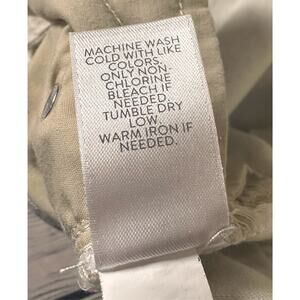 MACHINE WASH
COLD WITH LIKE
COLORS.
ONLY NON-
CHLORINE
BLEACH IF
NEEDED.
TUMBLE DRY
LOW.
WARM IRON IF
NEEDED.